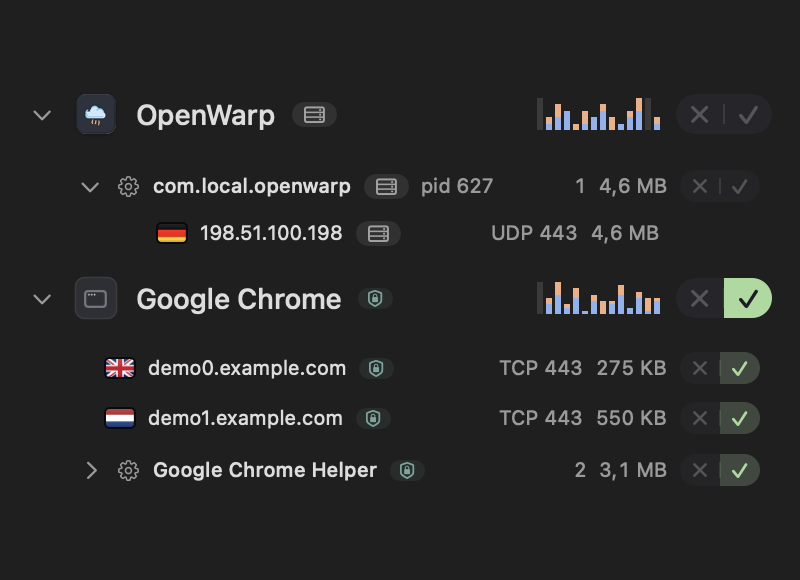 OpenWarp
com.local.openwarp pid 627 1 4,6 MB
198.51.100.198 UDP 443 4,6 MB
Google Chrome
demo0.example.com TCP 443 275 KB
demo1.example.com TCP 443 550 KB
Google Chrome Helper 2 3,1 MB